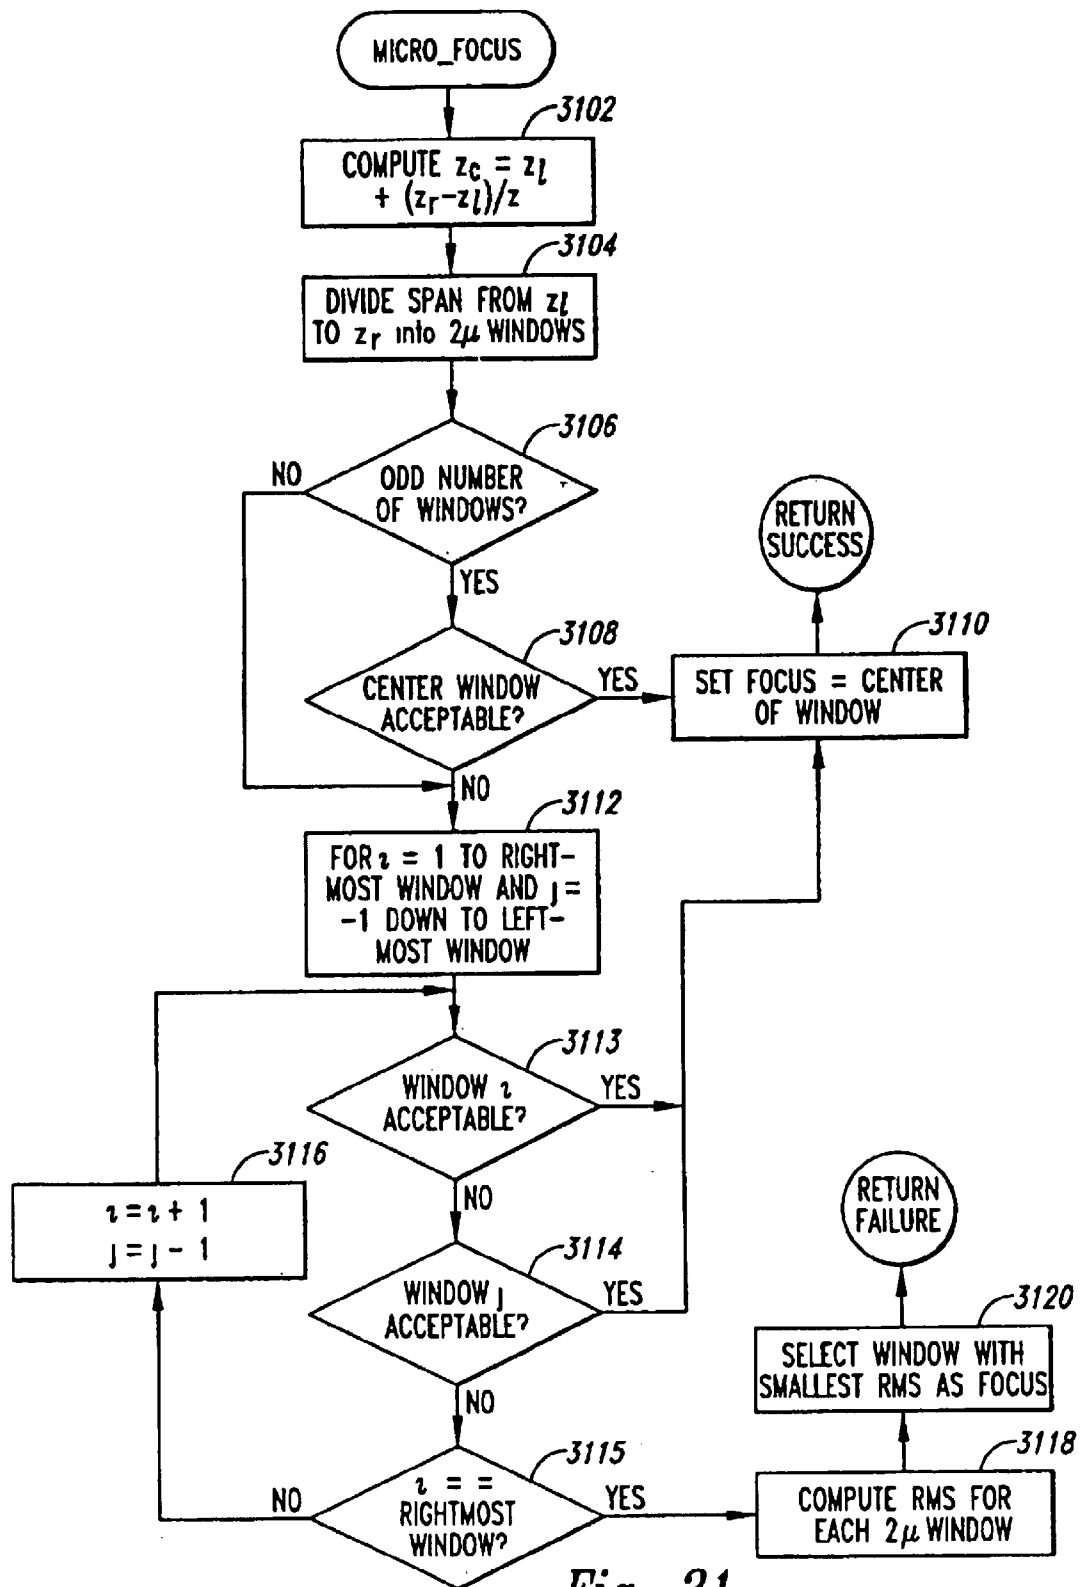 MICRO_FOCUS
3102
COMPUTE zc = zl
+ (zr-zl)/z
3104
DIVIDE SPAN FROM zl
TO zr into 2μ WINDOWS
3106
NO
ODD NUMBER
OF WINDOWS?
YES
RETURN
SUCCESS
3108
CENTER WINDOW
ACCEPTABLE?
YES
3110
SET FOCUS = CENTER
OF WINDOW
NO
3112
FOR ı = 1 TO RIGHT-
MOST WINDOW AND ȷ =
-1 DOWN TO LEFT-
MOST WINDOW
3113
WINDOW ı
ACCEPTABLE?
YES
NO
3116
ı = ı + 1
ȷ = ȷ - 1
3114
WINDOW ȷ
ACCEPTABLE?
YES
NO
RETURN
FAILURE
3120
SELECT WINDOW WITH
SMALLEST RMS AS FOCUS
3115
ı = =
RIGHTMOST
WINDOW?
NO
YES
3118
COMPUTE RMS FOR
EACH 2μ WINDOW